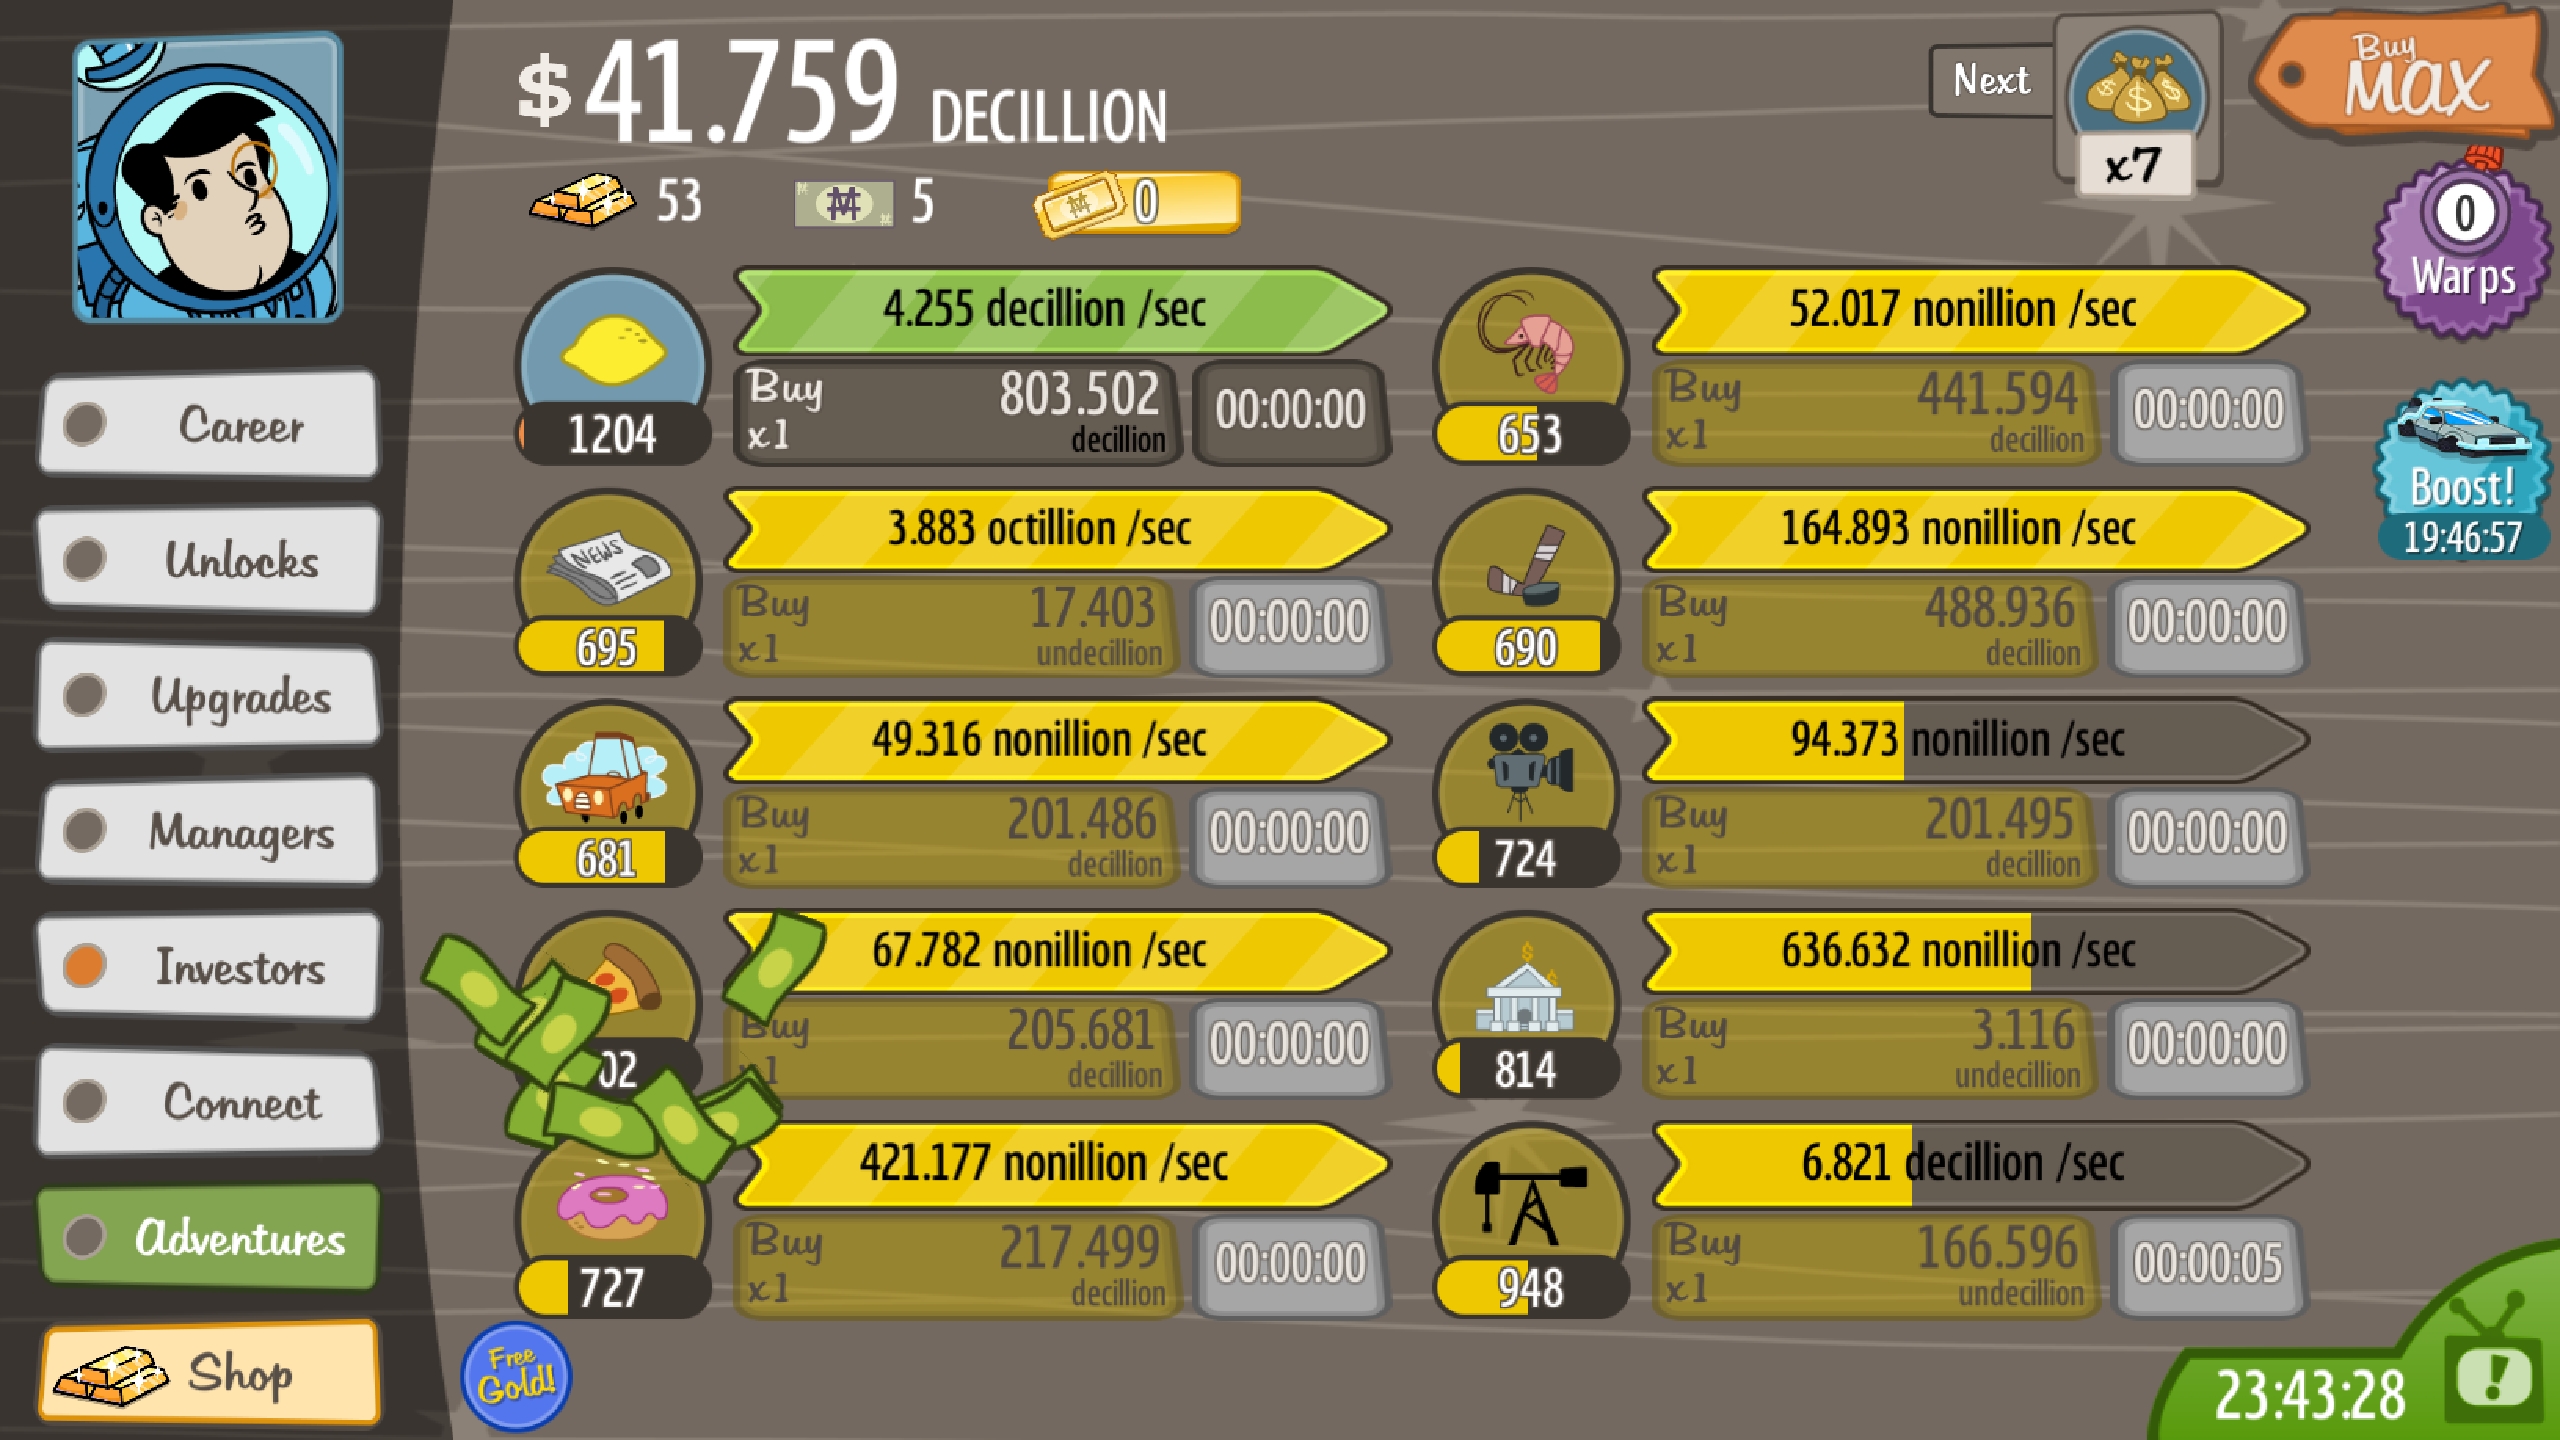 $41.759 DECILLION
53
5
0
Next
x7
Buy
MAX
0
Warps
Boost!
19:46:57
Career
Unlocks
Upgrades
Managers
Investors
Connect
Adventures
Shop
4.255 decillion /sec
1204
Buy
x1
803.502
decillion
00:00:00
52.017 nonillion /sec
653
Buy
x1
441.594
decillion
00:00:00
NEWS
3.883 octillion /sec
695
Buy
x1
17.403
undecillion
00:00:00
164.893 nonillion /sec
690
Buy
x1
488.936
decillion
00:00:00
49.316 nonillion /sec
681
Buy
x1
201.486
decillion
00:00:00
94.373 nonillion /sec
724
Buy
x1
201.495
decillion
00:00:00
67.782 nonillion /sec
02
Buy
x1
205.681
decillion
00:00:00
636.632 nonillion /sec
814
Buy
x1
3.116
undecillion
00:00:00
421.177 nonillion /sec
727
Buy
x1
217.499
decillion
00:00:00
6.821 decillion /sec
948
Buy
x1
166.596
undecillion
00:00:05
Free
Gold!
23:43:28
!